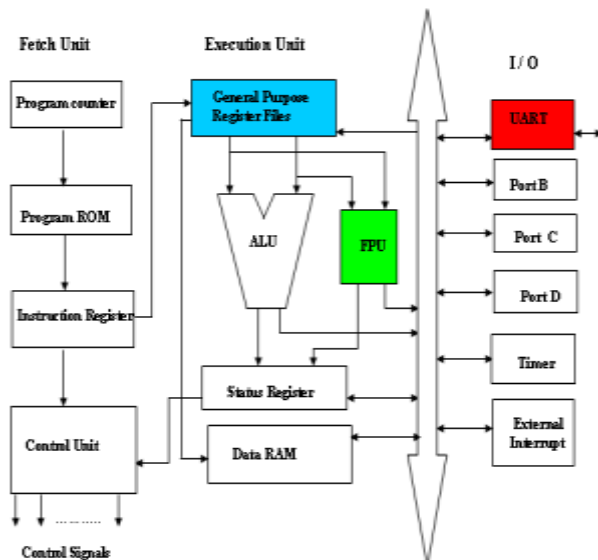 Fetch Unit
Execution Unit
I / O
Program counter
General Purpose
Register Files
UART
Port B
Program ROM
ALU
FPU
Port C
Instruction Register
Port D
Timer
Status Register
Control Unit
Data RAM
External
Interrupt
.............
Control Signals